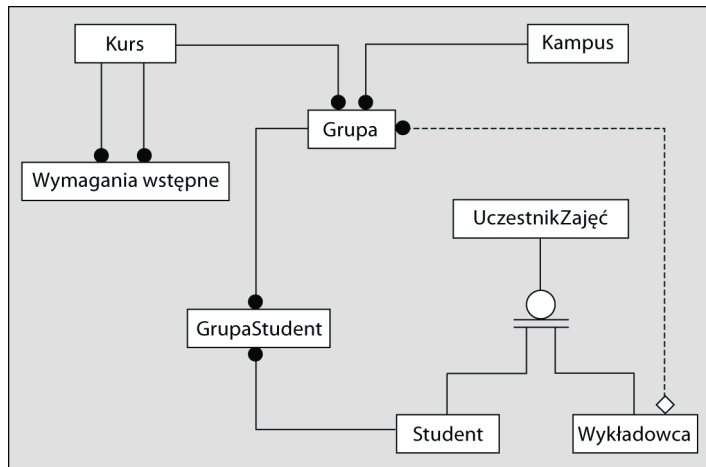 Kurs
Kampus
Grupa
Wymagania wstępne
UczestnikZajęć
GrupaStudent
Student
Wykładowca